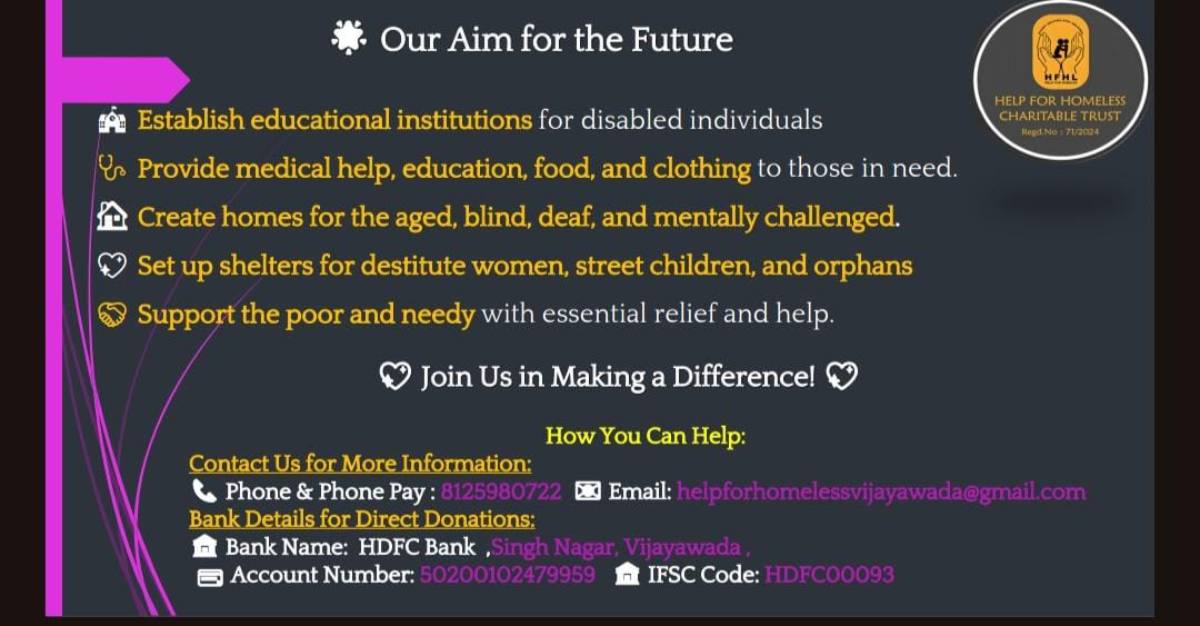 Our Aim for the Future
HFHL
HELP FOR HOMELESS
CHARITABLE TRUST
Regd.No : 71/2024
Establish educational institutions for disabled individuals
Provide medical help, education, food, and clothing to those in need.
Create homes for the aged, blind, deaf, and mentally challenged.
Set up shelters for destitute women, street children, and orphans
Support the poor and needy with essential relief and help.
Join Us in Making a Difference!
How You Can Help:
Contact Us for More Information:
Phone & Phone Pay : 8125980722 Email: helpforhomelessvijayawada@gmail.com
Bank Details for Direct Donations:
Bank Name: HDFC Bank ,Singh Nagar, Vijayawada ,
Account Number: 50200102479959 IFSC Code: HDFC00093